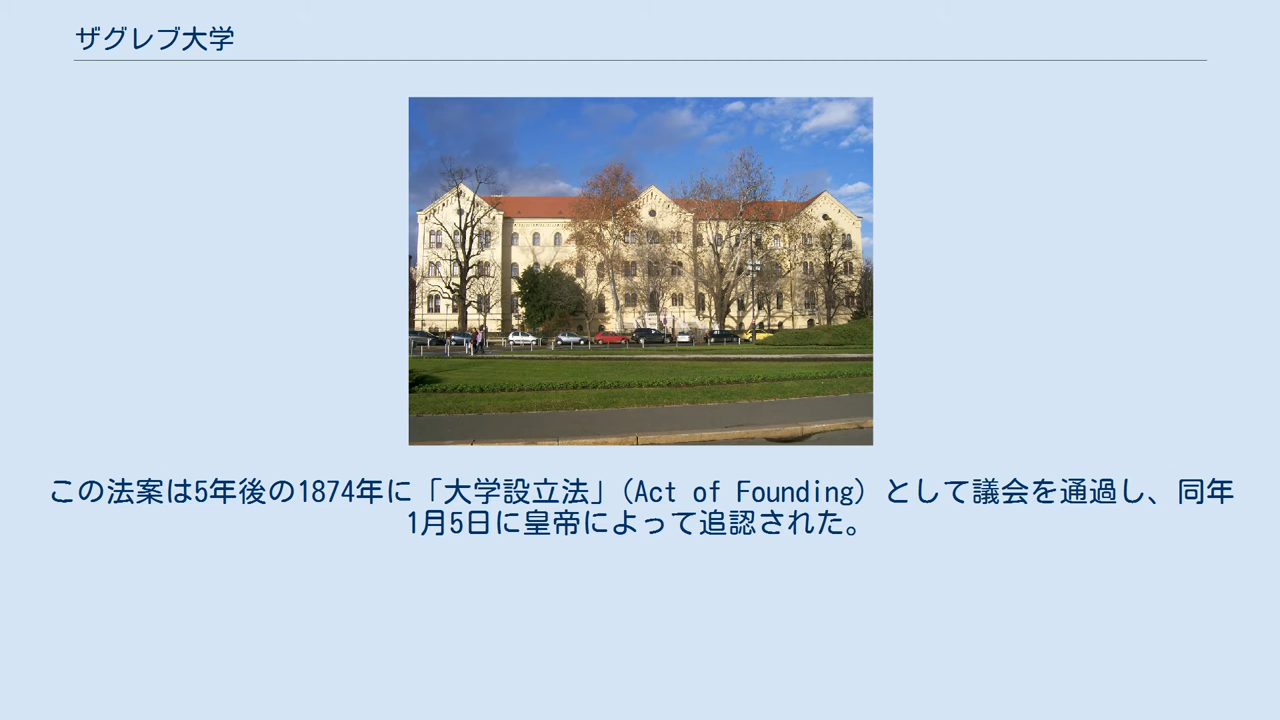 ザグレブ大学
この法案は5年後の1874年に「大学設立法」(Act of Founding) として議会を通過し、同年
1月5日に皇帝によって追認された。